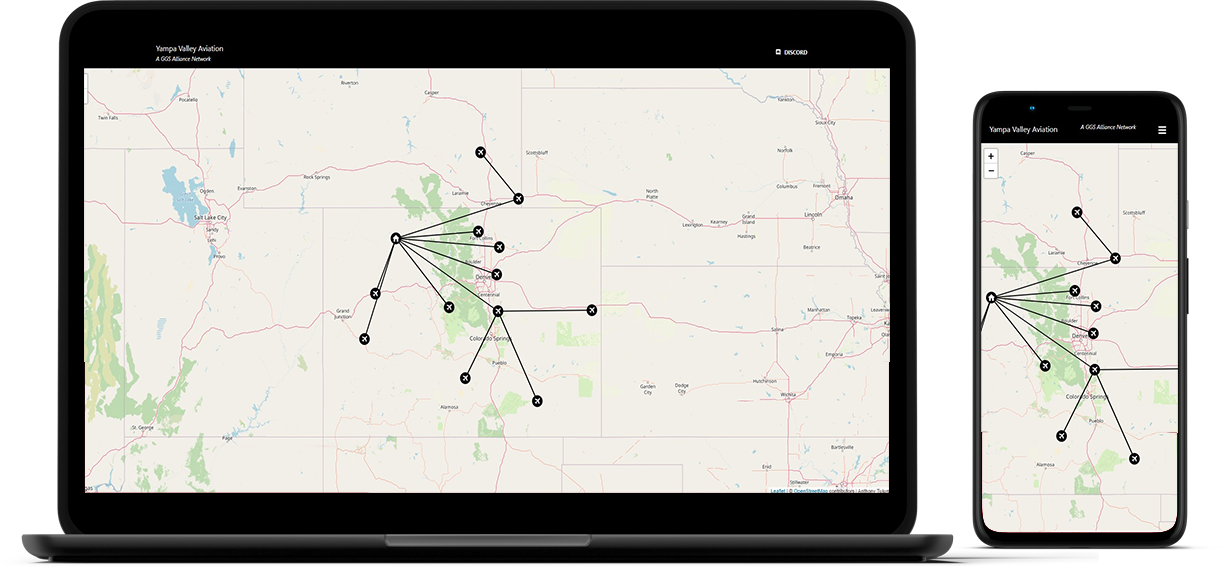 Yampa Valley Aviation
A GGS Alliance Network
DISCORD
Riverton
Casper
Pocatello
Twin Falls
Yankton
Sioux City
Scottsbluff
Norfolk
Rock Springs
Evanston
Ogden
Laramie
Cheyenne
North Platte
Columbus
Fremont
Omaha
Salt Lake City
Sandy
Lehi
Provo
Grand Island
Kearney
Lexington
Lincoln
Hastings
Beatrice
Fort Collins
Boulder
Denver
Centennial
Grand Junction
Colorado Springs
Pueblo
Alamosa
Manhattan
Topeka
Salina
Emporia
Garden City
Dodge City
Hutchinson
Wichita
St. George
Page
Bartlesville
Enid
Stillwater
Leaflet | © OpenStreetMap contributors | Anthony
Yampa Valley Aviation
A GGS Alliance Network
+
−
Casper
Scottsbluff
Laramie
Cheyenne
Fort Collins
Boulder
Denver
Centennial
Colorado Springs
Pueblo
Alamosa